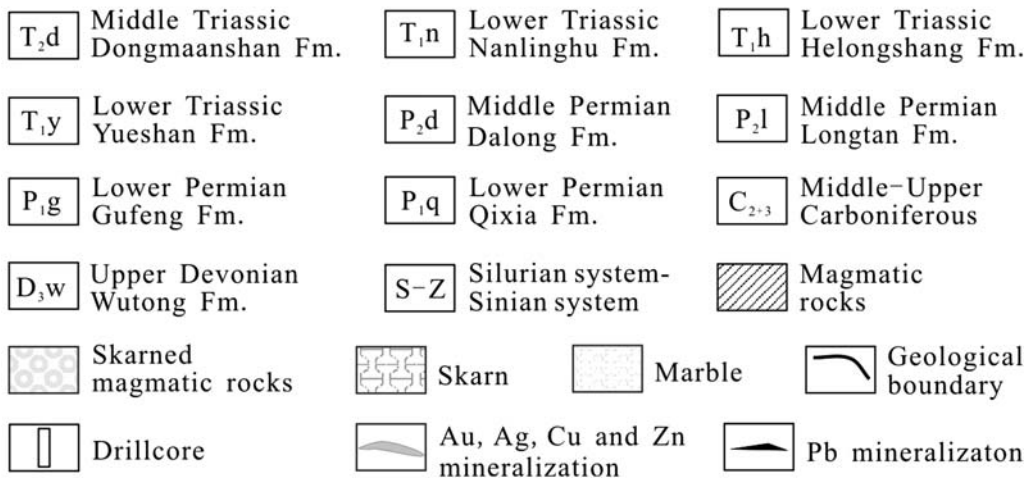 T₂d Middle Triassic Dongmaanshan Fm.
T₁n Lower Triassic Nanlinghu Fm.
T₁h Lower Triassic Helongshang Fm.
T₁y Lower Triassic Yueshan Fm.
P₂d Middle Permian Dalong Fm.
P₂l Middle Permian Longtan Fm.
P₁g Lower Permian Gufeng Fm.
P₁q Lower Permian Qixia Fm.
C₂₊₃ Middle-Upper Carboniferous
D₃w Upper Devonian Wutong Fm.
S-Z Silurian system- Sinian system
Magmatic rocks
Skarned magmatic rocks
Skarn
Marble
Geological boundary
Drillcore
Au, Ag, Cu and Zn mineralization
Pb mineralizaton